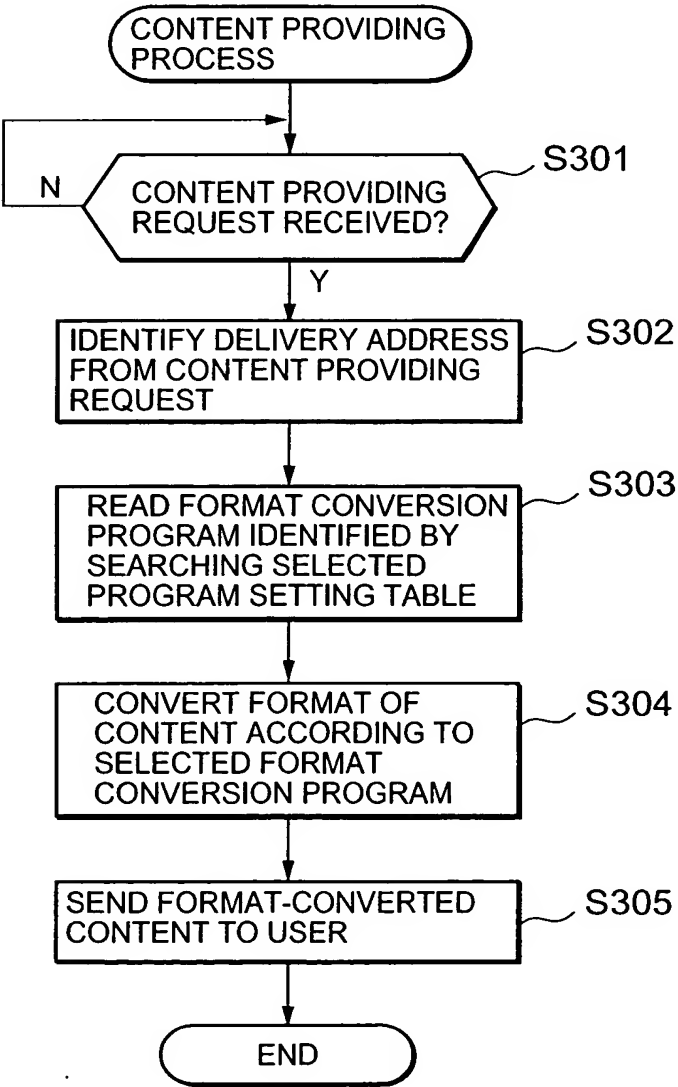 CONTENT PROVIDING
PROCESS
S301
N
CONTENT PROVIDING
REQUEST RECEIVED?
Y
S302
IDENTIFY DELIVERY ADDRESS
FROM CONTENT PROVIDING
REQUEST
S303
READ FORMAT CONVERSION
PROGRAM IDENTIFIED BY
SEARCHING SELECTED
PROGRAM SETTING TABLE
S304
CONVERT FORMAT OF
CONTENT ACCORDING TO
SELECTED FORMAT
CONVERSION PROGRAM
S305
SEND FORMAT-CONVERTED
CONTENT TO USER
END